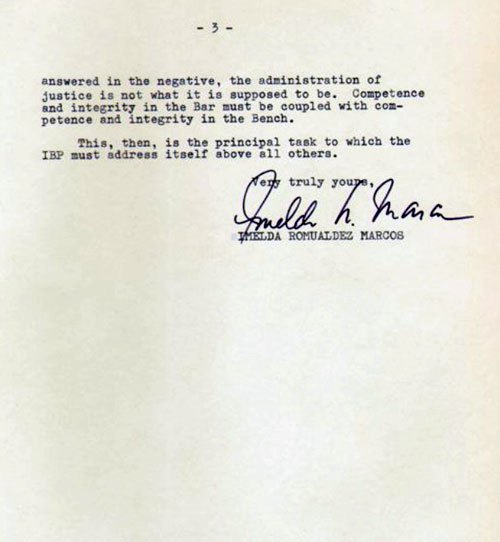 - 3 -
answered in the negative, the administration of
justice is not what it is supposed to be. Competence
and integrity in the Bar must be coupled with com-
petence and integrity in the Bench.
This, then, is the principal task to which the
IBP must address itself above all others.
Very truly yours,
Imelda R. Marcos
IMELDA ROMUALDEZ MARCOS